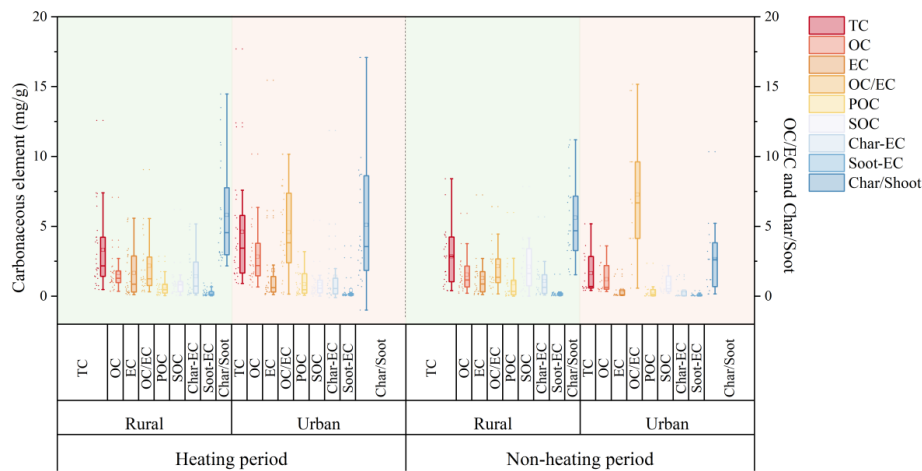 20
15
10
5
0
Carbonaceous element (mg/g)
20
15
10
5
0
OC/EC and Char/Shoot
TC
OC
EC
OC/EC
POC
SOC
Char-EC
Soot-EC
Char/Shoot
TC
OC
EC
OC/EC
POC
SOC
Char-EC
Soot-EC
Char/Soot
TC
OC
EC
OC/EC
POC
SOC
Char-EC
Soot-EC
Char/Soot
TC
OC
EC
OC/EC
POC
SOC
Char-EC
Soot-EC
Char/Soot
TC
OC
EC
OC/EC
POC
SOC
Char-EC
Soot-EC
Char/Soot
Rural
Urban
Rural
Urban
Heating period
Non-heating period